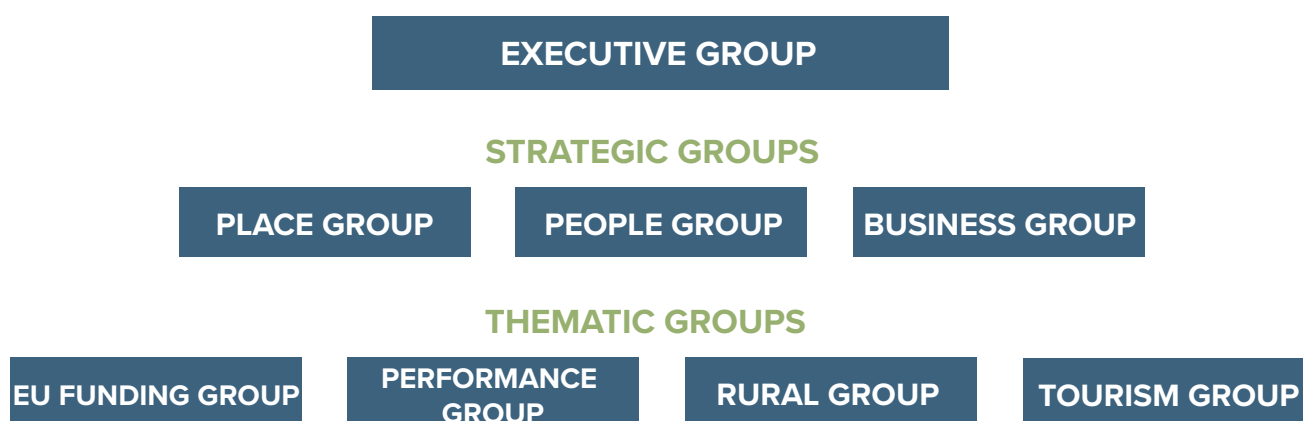 EXECUTIVE GROUP
STRATEGIC GROUPS
PLACE GROUP
PEOPLE GROUP
BUSINESS GROUP
THEMATIC GROUPS
EU FUNDING GROUP
PERFORMANCE
GROUP
RURAL GROUP
TOURISM GROUP